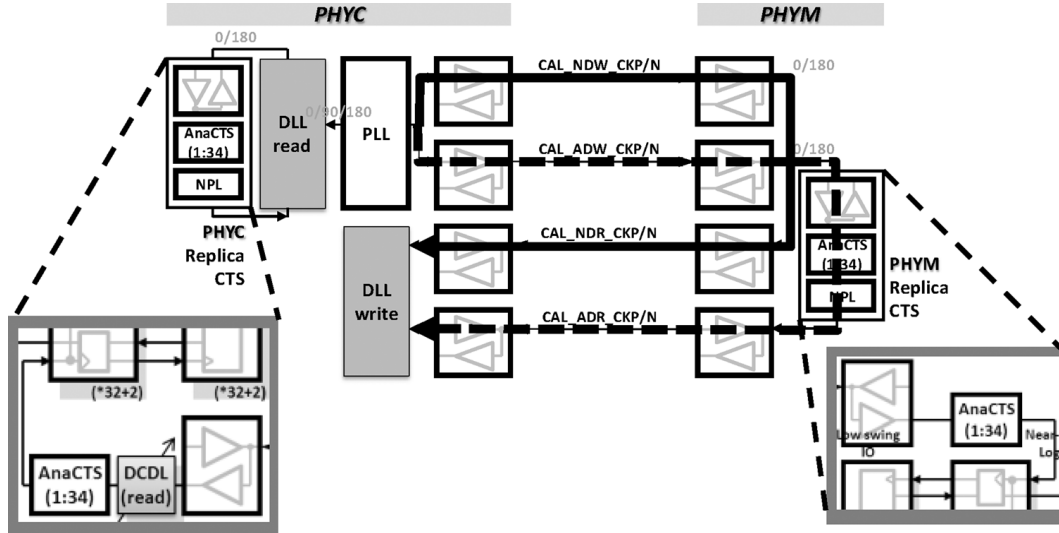 PHYC
PHYM
0/180
CAL_NDW_CKP/N
0/180
AnaCTS
(1:34)
NPL
DLL
read
0/90/180
PLL
CAL_ADW_CKP/N
0/180
PHYC
Replica
CTS
DLL
write
CAL_NDR_CKP/N
AnaCTS
(1:34)
NPL
PHYM
Replica
CTS
CAL_ADR_CKP/N
(*32+2)
(*32+2)
AnaCTS
(1:34)
DCDL
(read)
Low swing
IO
AnaCTS
(1:34)
Near-
Log